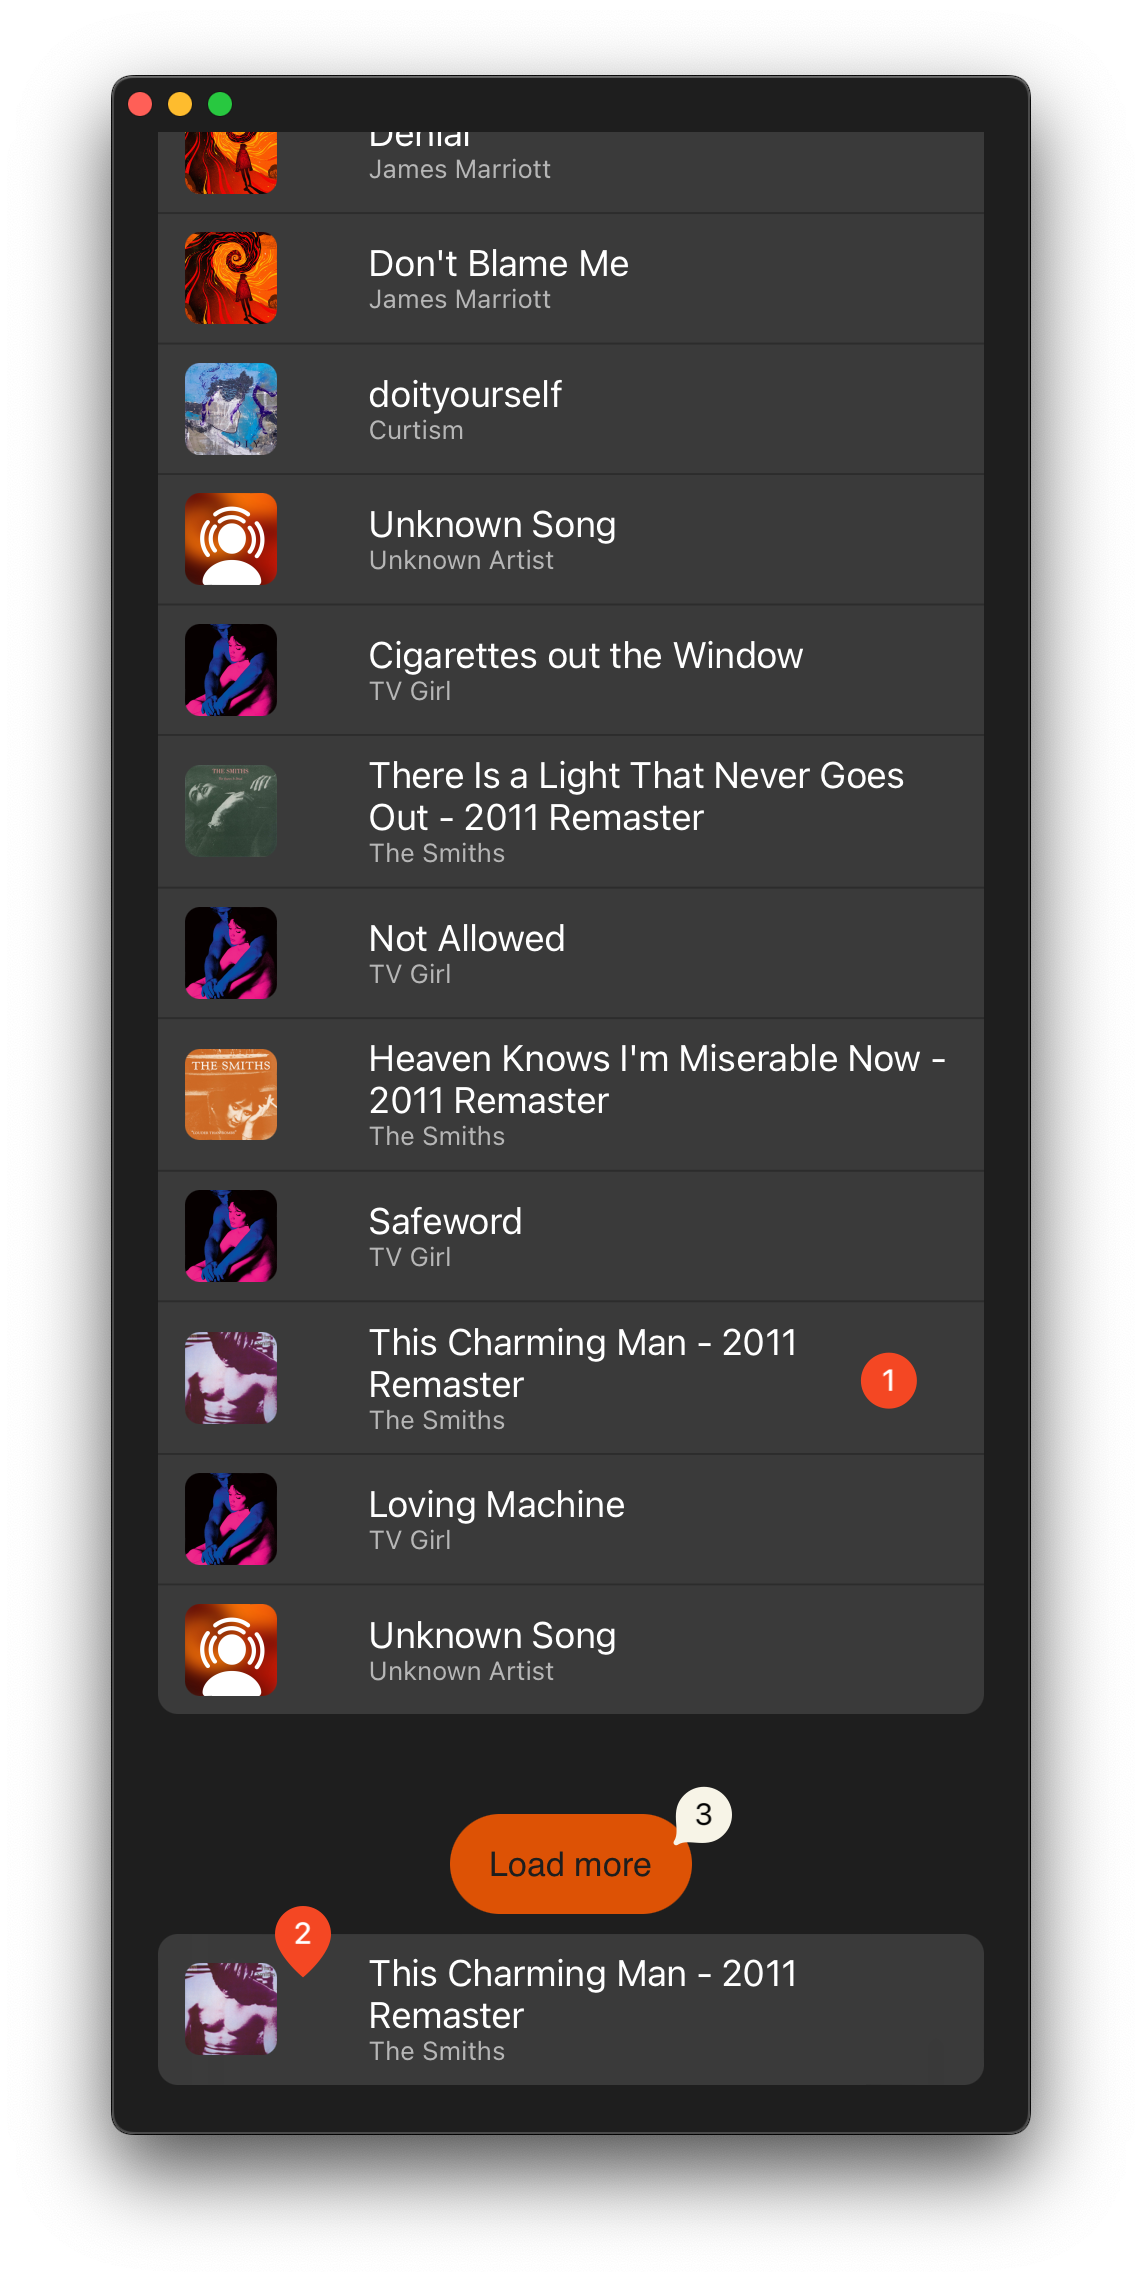 Denial
James Marriott
Don't Blame Me
James Marriott
DIY
doityourself
Curtism
Unknown Song
Unknown Artist
Cigarettes out the Window
TV Girl
THE SMITHS
There Is a Light That Never Goes
Out - 2011 Remaster
The Smiths
Not Allowed
TV Girl
THE SMITHS
Heaven Knows I'm Miserable Now -
2011 Remaster
The Smiths
Safeword
TV Girl
This Charming Man - 2011
Remaster
The Smiths
1
Loving Machine
TV Girl
Unknown Song
Unknown Artist
3
Load more
2
This Charming Man - 2011
Remaster
The Smiths